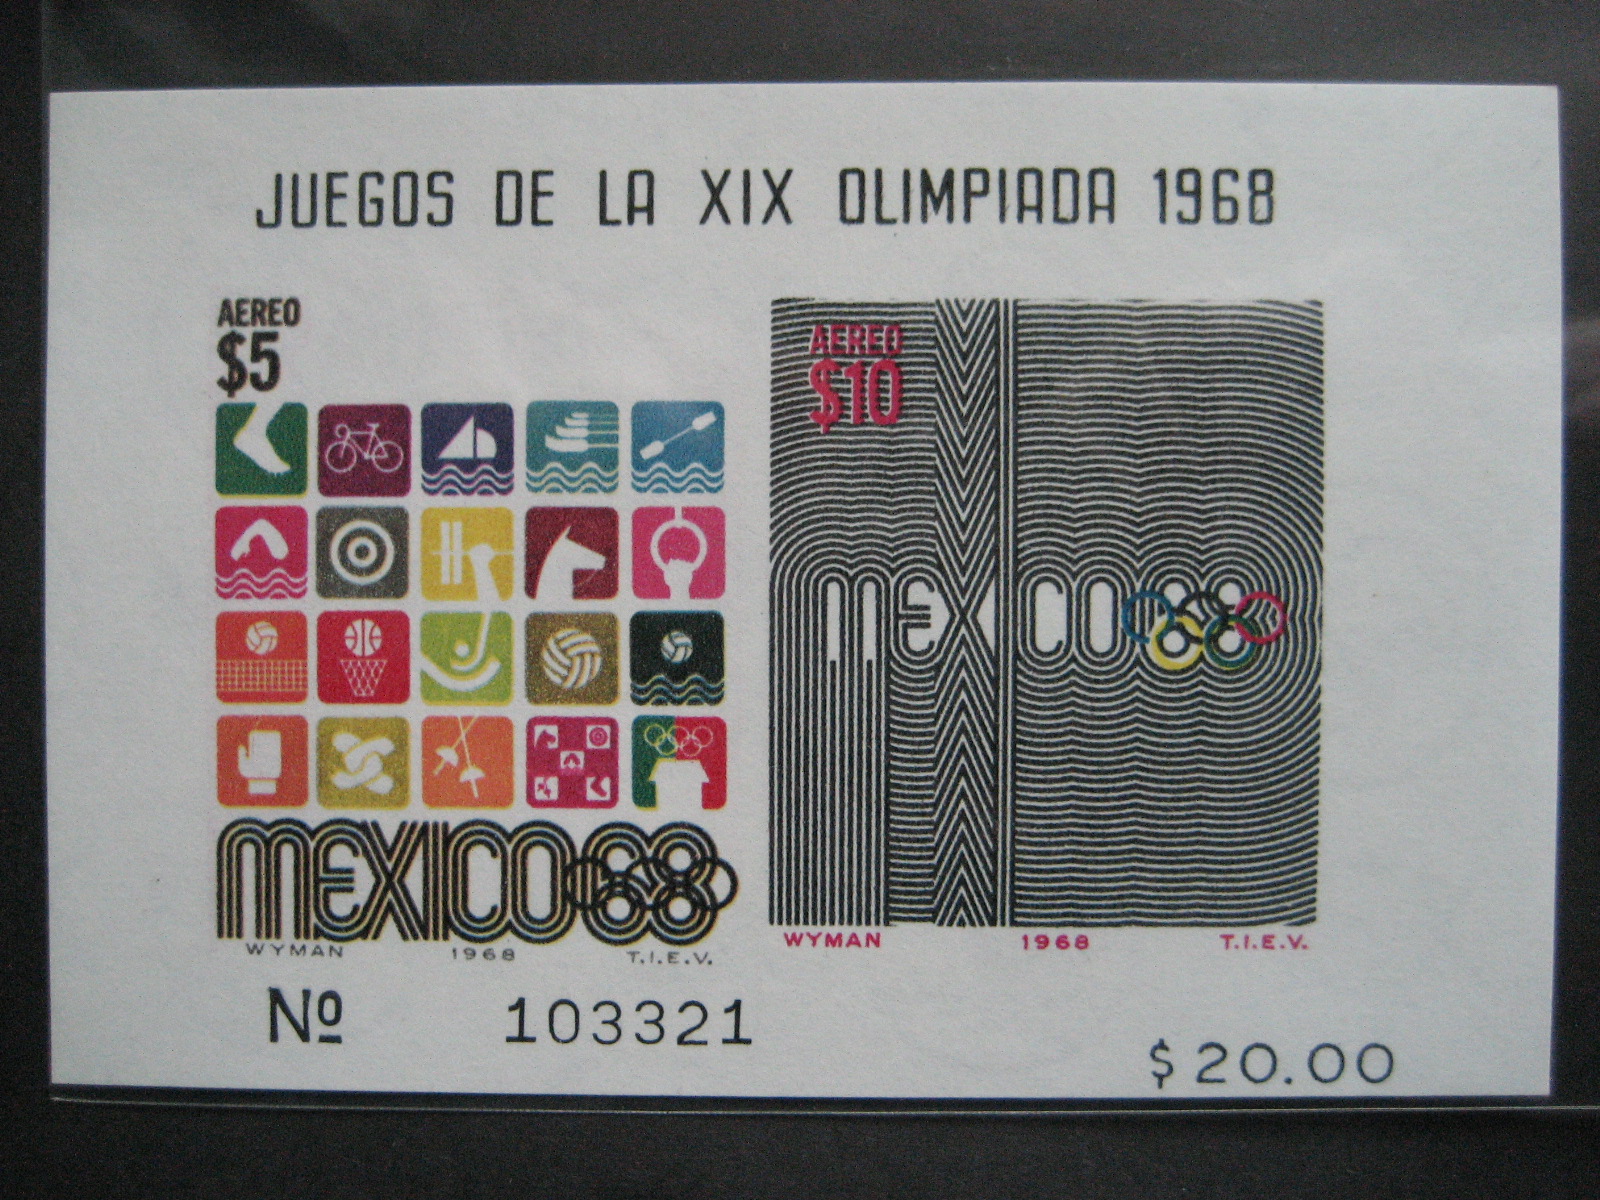 JUEGOS DE LA XIX OLIMPIADA 1968
AEREO
$5
MEXICO68
WYMAN 1968 T.I.E.V.
AEREO
$10
MEXICO68
WYMAN 1968 T.I.E.V.
Nº 103321
$20.00